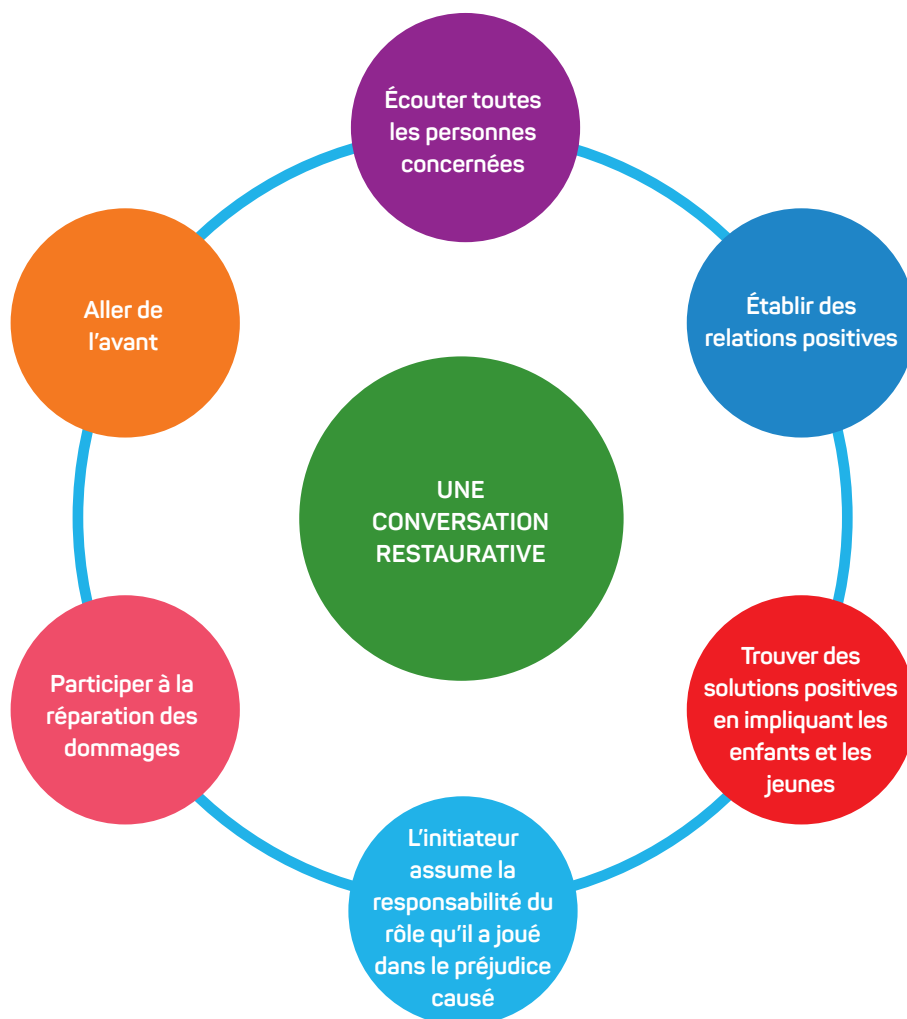 Écouter toutes
les personnes
concernées
Établir des
relations positives
Trouver des
solutions positives
en impliquant les
enfants et les
jeunes
L'initiateur
assume la
responsabilité du
rôle qu'il a joué
dans le préjudice
causé
Participer à la
réparation des
dommages
Aller de
l'avant
UNE
CONVERSATION
RESTAURATIVE